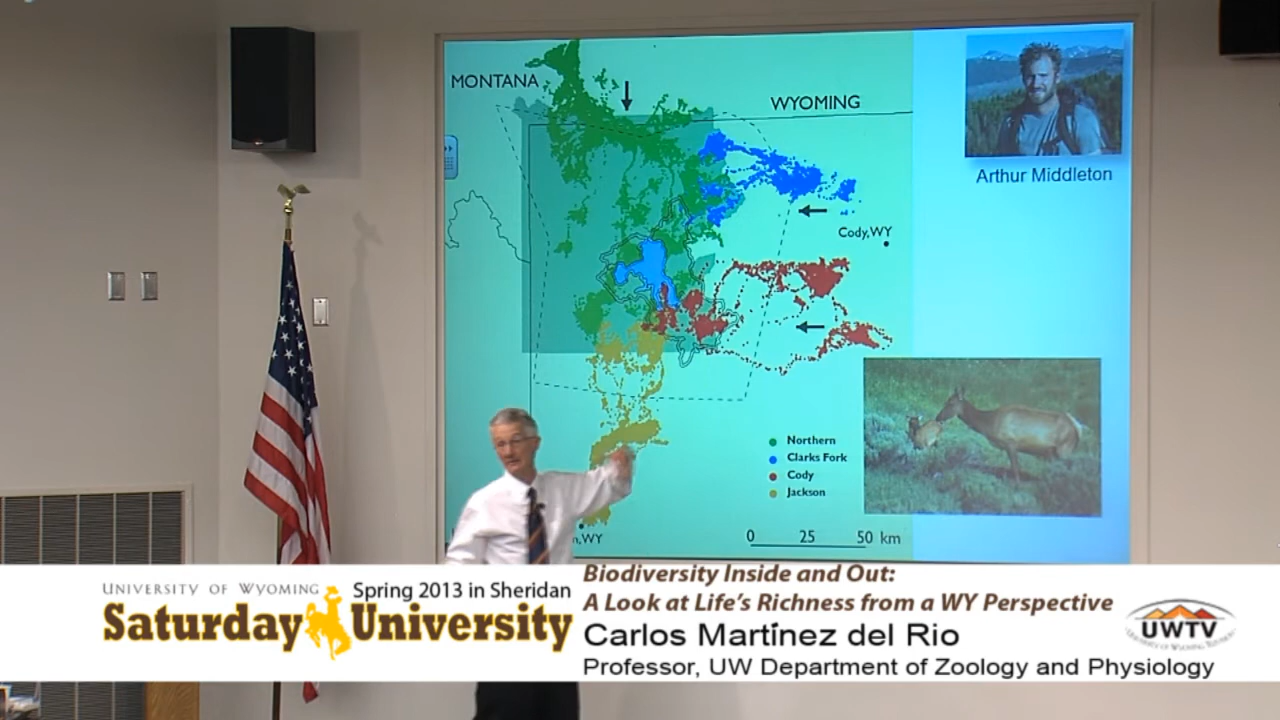 MONTANA
WYOMING
Arthur Middleton
Cody, WY
Northern
Clarks Fork
Cody
Jackson
n, WY
0 25 50 km
UNIVERSITY OF WYOMING
Spring 2013 in Sheridan
Saturday University
Biodiversity Inside and Out:
A Look at Life's Richness from a WY Perspective
Carlos Martínez del Rio
Professor, UW Department of Zoology and Physiology
UWTV